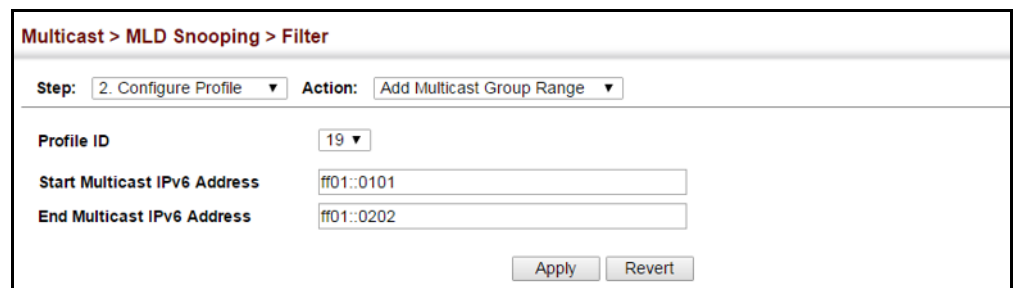 Multicast > MLD Snooping > Filter
Step: 2. Configure Profile ▼ Action: Add Multicast Group Range ▼
Profile ID 19 ▼
Start Multicast IPv6 Address ff01::0101
End Multicast IPv6 Address ff01::0202
Apply Revert